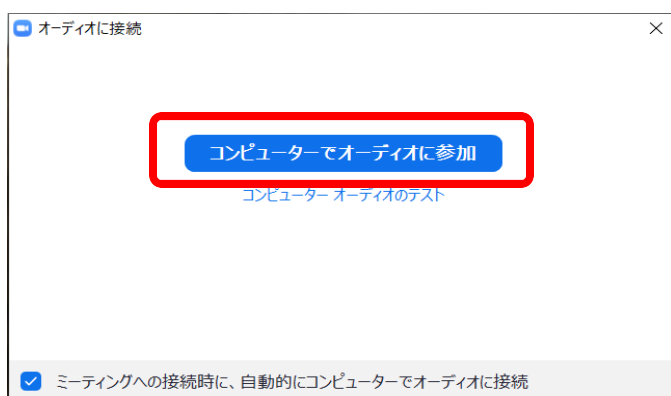 オーディオに接続
コンピューターでオーディオに参加
コンピューター オーディオのテスト
ミーティングへの接続時に、自動的にコンピューターでオーディオに接続